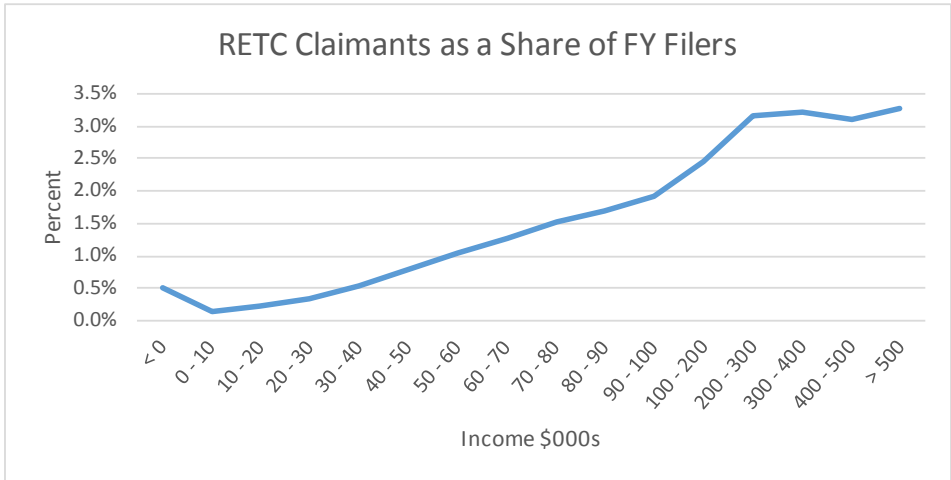 RETC Claimants as a Share of FY Filers
3.5%
3.0%
2.5%
2.0%
1.5%
1.0%
0.5%
0.0%
Percent
< 0
0 - 10
10 - 20
20 - 30
30 - 40
40 - 50
50 - 60
60 - 70
70 - 80
80 - 90
90 - 100
100 - 200
200 - 300
300 - 400
400 - 500
> 500
Income $000s